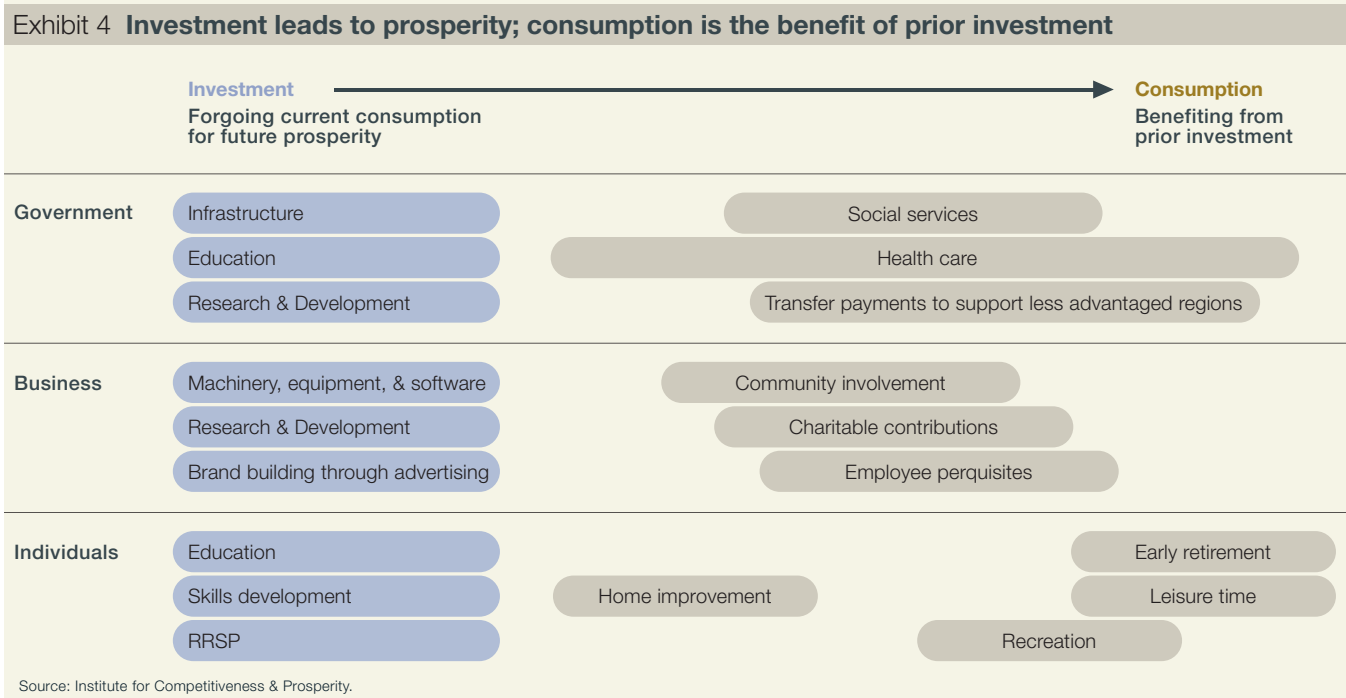 Exhibit 4 Investment leads to prosperity; consumption is the benefit of prior investment
Investment
Forgoing current consumption
for future prosperity
Consumption
Benefiting from
prior investment
Government
Infrastructure
Social services
Education
Health care
Research & Development
Transfer payments to support less advantaged regions
Business
Machinery, equipment, & software
Community involvement
Research & Development
Charitable contributions
Brand building through advertising
Employee perquisites
Individuals
Education
Early retirement
Skills development
Home improvement
Leisure time
RRSP
Recreation
Source: Institute for Competitiveness & Prosperity.